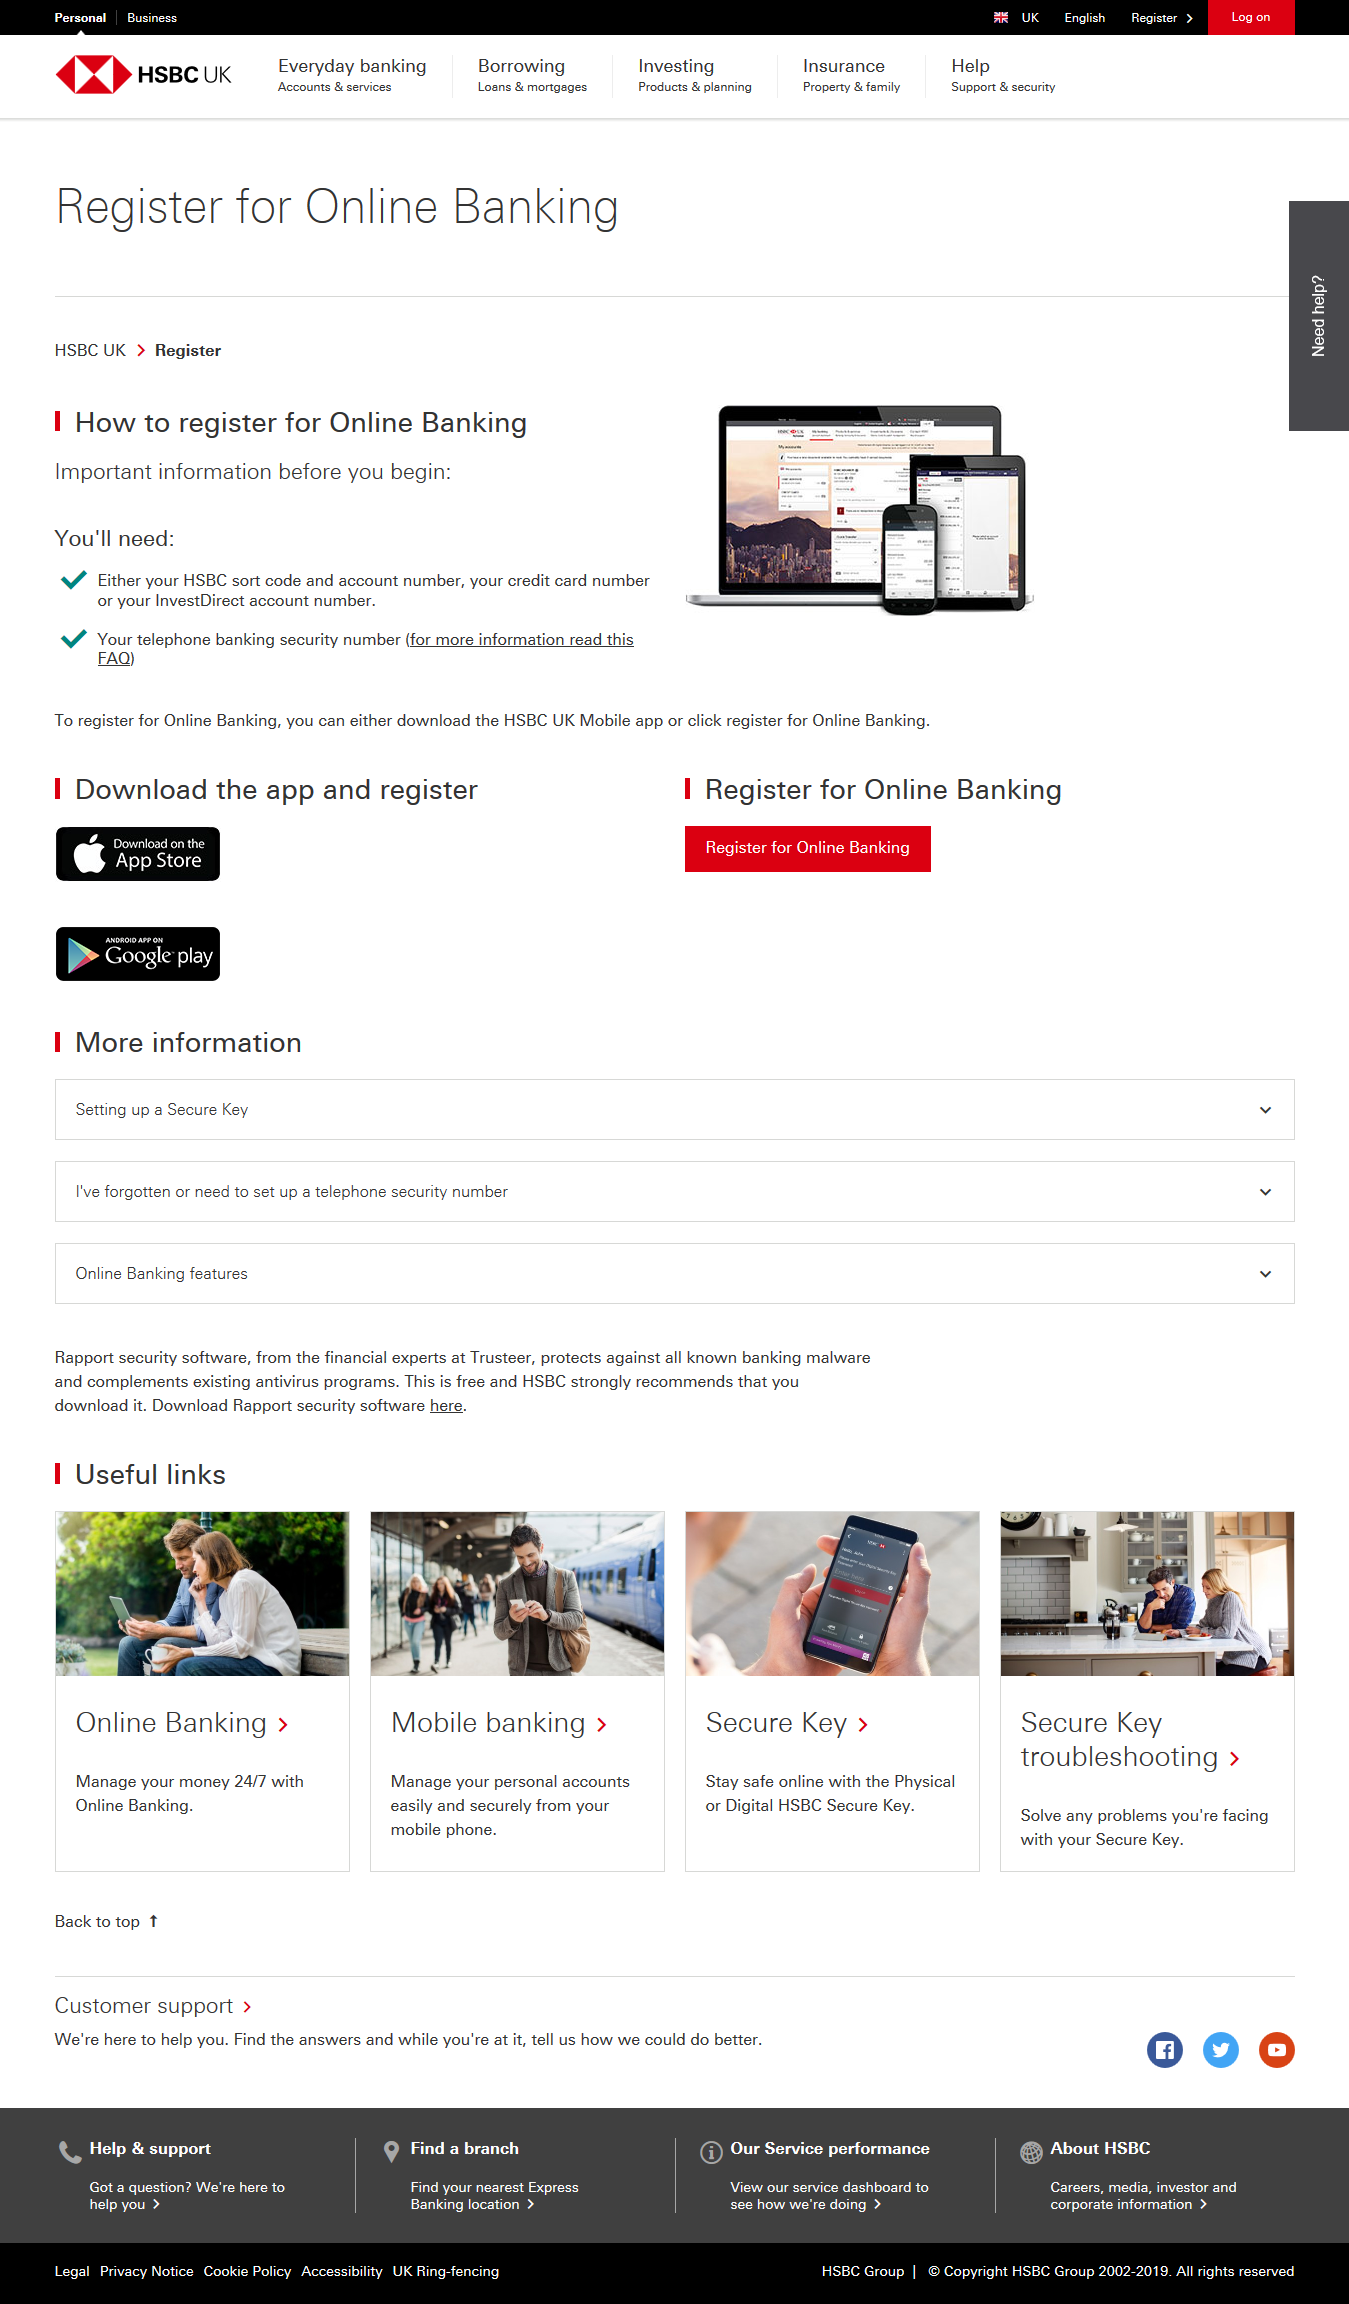 Personal
Business
UK
English
Register
Log on
HSBC UK
Everyday banking
Accounts & services
Borrowing
Loans & mortgages
Investing
Products & planning
Insurance
Property & family
Help
Support & security
Register for Online Banking
Need help?
HSBC UK
Register
How to register for Online Banking
Important information before you begin:
You'll need:
Either your HSBC sort code and account number, your credit card number
or your InvestDirect account number.
Your telephone banking security number (for more information read this
FAQ)
To register for Online Banking, you can either download the HSBC UK Mobile app or click register for Online Banking.
Download the app and register
Download on the
App Store
ANDROID APP ON
Google play
Register for Online Banking
Register for Online Banking
More information
Setting up a Secure Key
I've forgotten or need to set up a telephone security number
Online Banking features
Rapport security software, from the financial experts at Trusteer, protects against all known banking malware
and complements existing antivirus programs. This is free and HSBC strongly recommends that you
download it. Download Rapport security software here.
Useful links
Online Banking
Manage your money 24/7 with
Online Banking.
Mobile banking
Manage your personal accounts
easily and securely from your
mobile phone.
Secure Key
Stay safe online with the Physical
or Digital HSBC Secure Key.
Secure Key
troubleshooting
Solve any problems you're facing
with your Secure Key.
Back to top
Customer support
We're here to help you. Find the answers and while you're at it, tell us how we could do better.
Help & support
Got a question? We're here to
help you
Find a branch
Find your nearest Express
Banking location
Our Service performance
View our service dashboard to
see how we're doing
About HSBC
Careers, media, investor and
corporate information
Legal Privacy Notice Cookie Policy Accessibility UK Ring-fencing
HSBC Group | © Copyright HSBC Group 2002-2019. All rights reserved